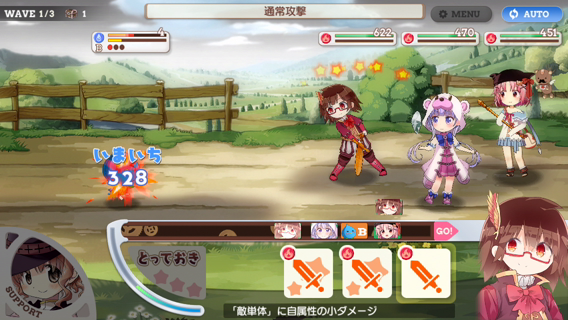 WAVE 1/3
1
通常攻撃
MENU
AUTO
4
B
622
470
451
いまいち
328
B
GO!
とっておき
SUPPORT
「敵単体」に自属性の小ダメージ